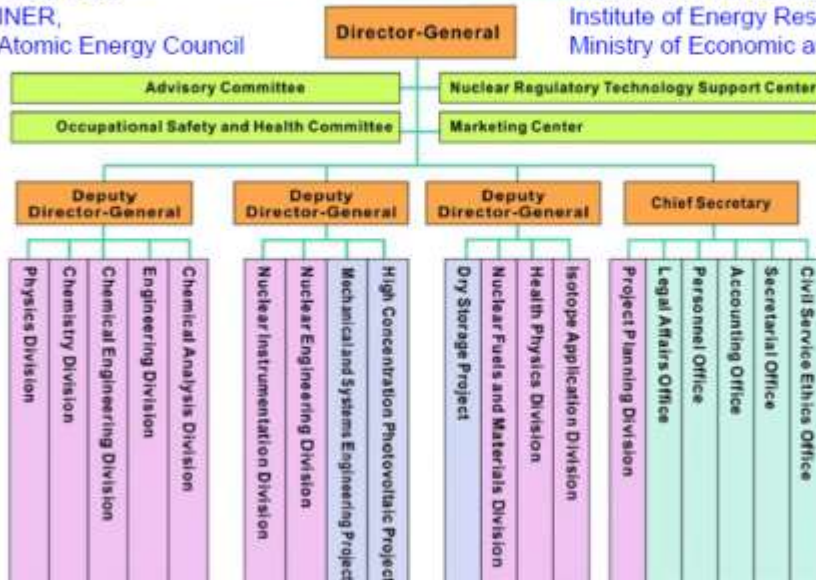 INER,
Atomic Energy Council
Director-General
Institute of Energy Res
Ministry of Economic a
Advisory Committee
Nuclear Regulatory Technology Support Center
Occupational Safety and Health Committee
Marketing Center
Deputy
Director-General
Deputy
Director-General
Deputy
Director-General
Chief Secretary
Physics Division
Chemistry Division
Chemical Engineering Division
Engineering Division
Chemical Analysis Division
Nuclear Instrumentation Division
Nuclear Engineering Division
Mechanical and Systems Engineering Project
High Concentration Photovoltaic Project
Dry Storage Project
Nuclear Fuels and Materials Division
Health Physics Division
Isotope Application Division
Project Planning Division
Legal Affairs Office
Personnel Office
Accounting Office
Secretarial Office
Civil Service Ethics Office